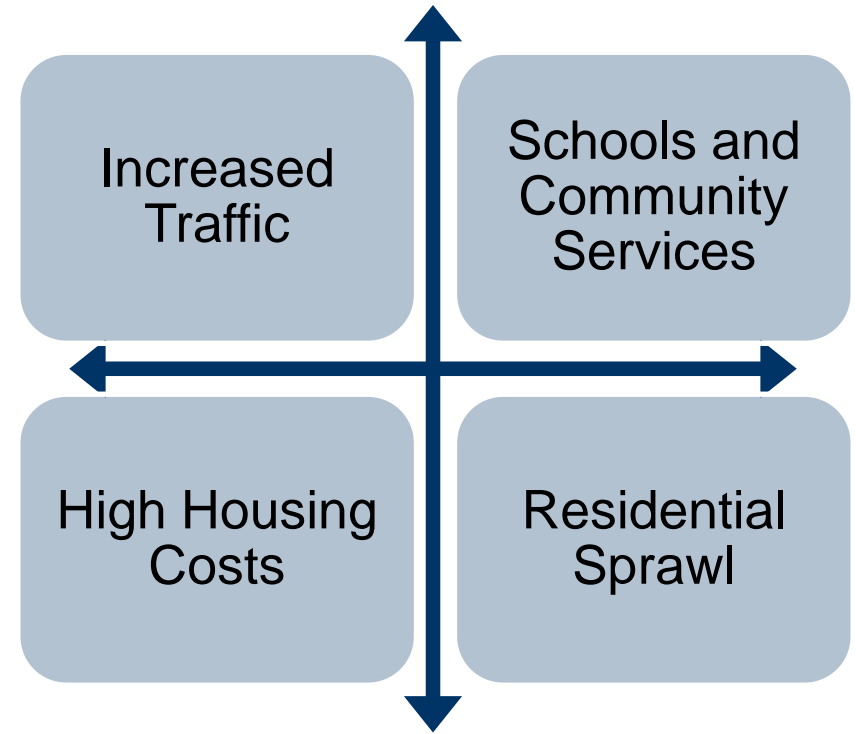 Increased
Traffic
Schools and
Community
Services
High Housing
Costs
Residential
Sprawl